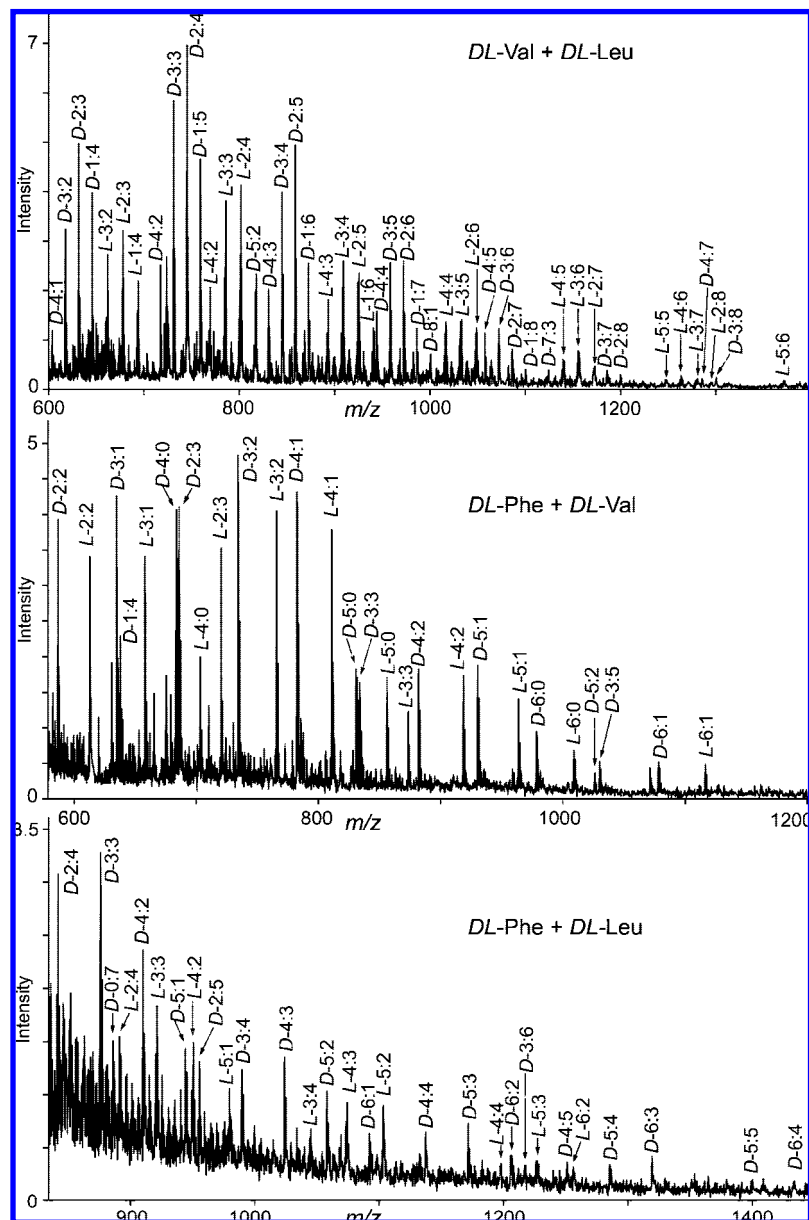 7
Intensity
0
DL-Val + DL-Leu
D-4:1
D-3:2
D-2:3
D-1:4
L-3:2
L-2:3
L-1:4
D-4:2
D-3:3
D-2:4
D-1:5
L-4:2
L-3:3
L-2:4
D-5:2
D-4:3
D-3:4
D-2:5
D-1:6
L-4:3
L-3:4
L-2:5
L-1:6
D-4:4
D-3:5
D-2:6
D-1:7
D-8:1
L-4:4
L-3:5
L-2:6
D-4:5
D-3:6
D-2:7
D-1:8
D-7:3
L-4:5
L-3:6
L-2:7
D-3:7
D-2:8
L-5:5
L-4:6
L-3:7
D-4:7
L-2:8
D-3:8
L-5:6
600 800 m/z 1000 1200
5
Intensity
0
DL-Phe + DL-Val
D-2:2
L-2:2
D-3:1
D-1:4
L-3:1
D-4:0
D-2:3
L-4:0
L-2:3
D-3:2
L-3:2
D-4:1
L-4:1
D-5:0
D-3:3
L-5:0
L-3:3
D-4:2
L-4:2
D-5:1
L-5:1
D-6:0
L-6:0
D-5:2
D-3:5
D-6:1
L-6:1
600 800 m/z 1000 1200
3.5
Intensity
0
DL-Phe + DL-Leu
D-2:4
D-3:3
D-0:7
L-2:4
D-4:2
L-3:3
D-5:1
L-4:2
D-2:5
L-5:1
D-3:4
D-4:3
L-3:4
D-5:2
L-4:3
D-6:1
L-5:2
D-4:4
D-5:3
L-4:4
D-6:2
D-3:6
L-5:3
D-4:5
L-6:2
D-5:4
D-6:3
D-5:5
D-6:4
900 1000 m/z 1200 1400